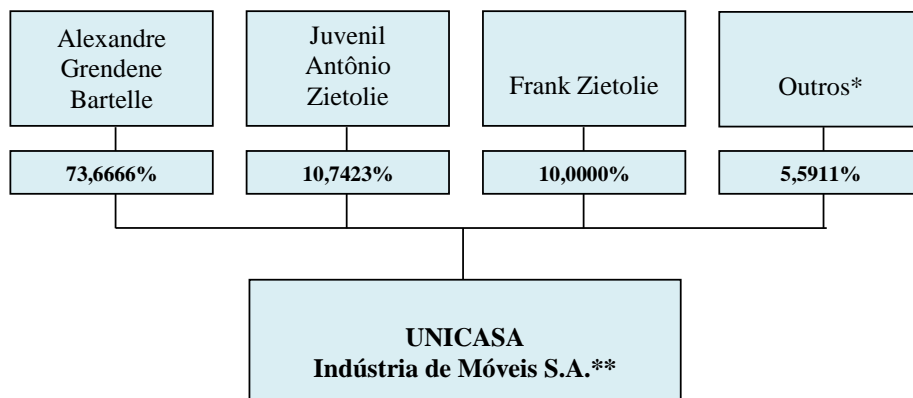 Alexandre
Grendene
Bartelle
Juvenil
Antônio
Zietolie
Frank Zietolie
Outros*
73,6666%
10,7423%
10,0000%
5,5911%
UNICASA
Indústria de Móveis S.A.**